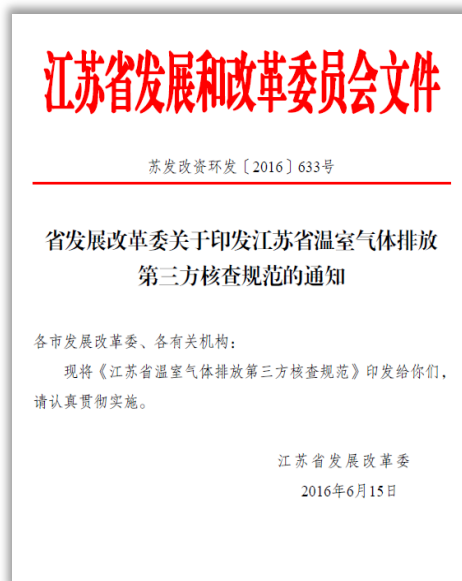 江苏省发展和改革委员会文件
苏发改资环发〔2016〕633号
省发展改革委关于印发江苏省温室气体排放
第三方核查规范的通知
各市发展改革委、各有关机构：
现将《江苏省温室气体排放第三方核查规范》印发给你们，
请认真贯彻实施。
江苏省发展改革委
2016年6月15日